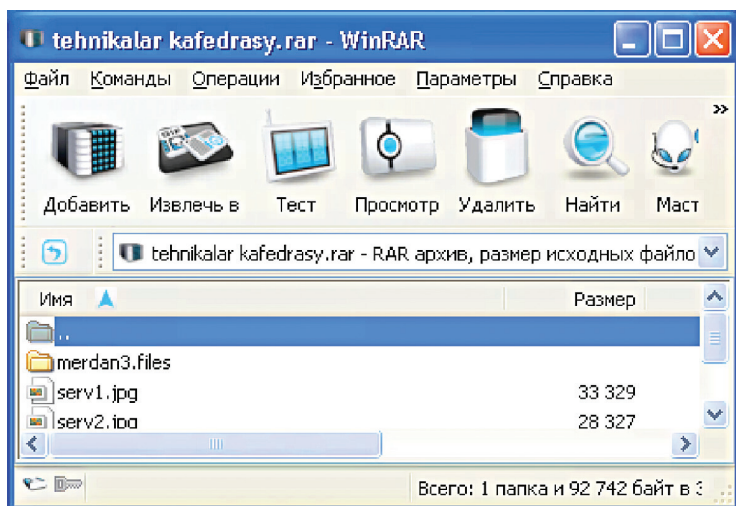 tehnikalar kafedrasy.rar - WinRAR
Файл Команды Операции Избранное Параметры Справка
»
Добавить Извлечь в Тест Просмотр Удалить Найти Маст
tehnikalar kafedrasy.rar - RAR архив, размер исходных файло
Имя Размер
..
merdan3.files
serv1.jpg 33 329
serv2.jpg 28 327
Всего: 1 папка и 92 742 байт в 3